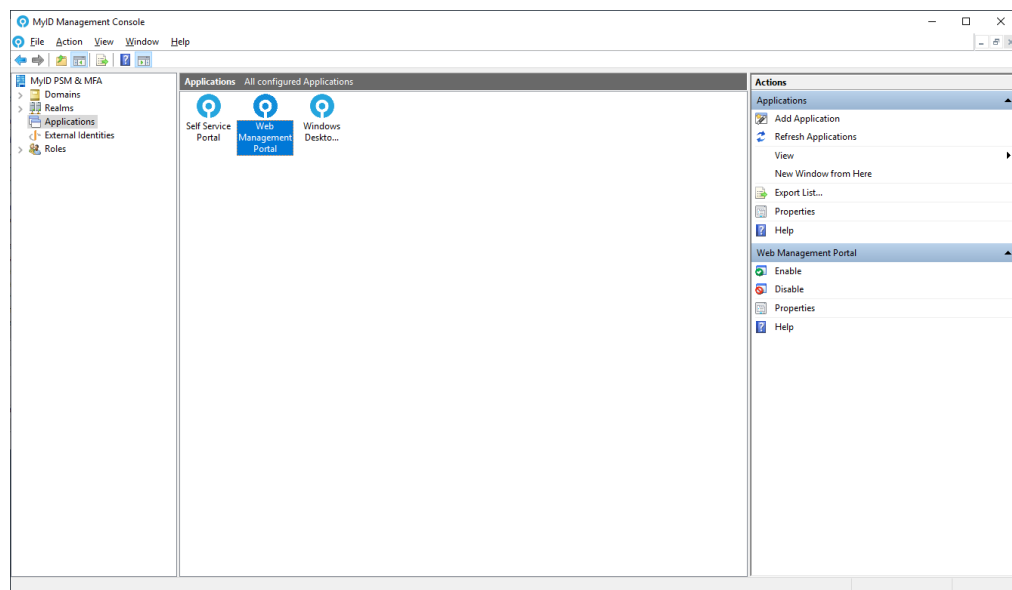 MyID Management Console
File Action View Window Help
MyID PSM & MFA
Domains
Realms
Applications
External Identities
Roles
Applications All configured Applications
Self Service
Portal
Web
Management
Portal
Windows
Deskto...
Actions
Applications
Add Application
Refresh Applications
View
New Window from Here
Export List...
Properties
Help
Web Management Portal
Enable
Disable
Properties
Help